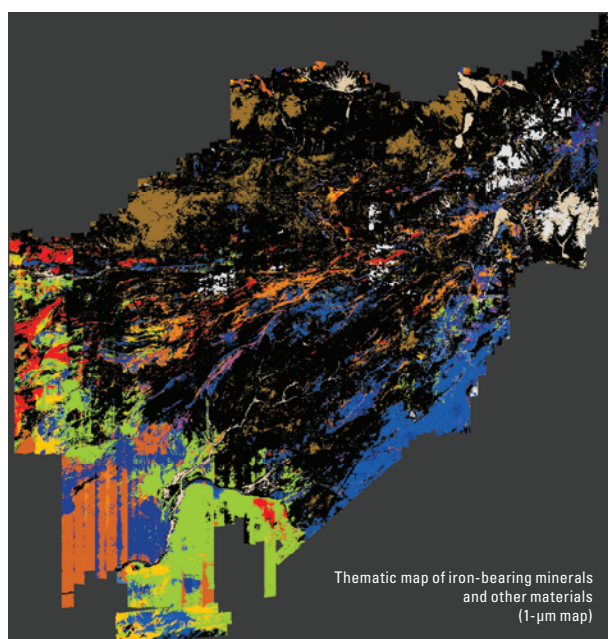 Thematic map of iron-bearing minerals
and other materials
(1-µm map)